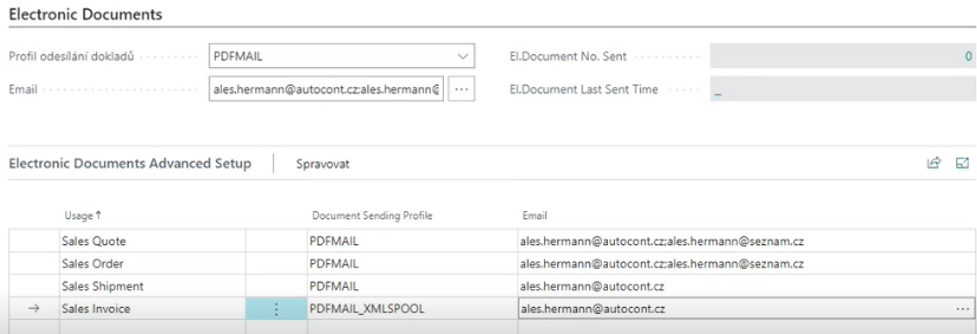 Electronic Documents
Profil odesílání dokladů PDFMAIL El.Document No. Sent 0
Email ales.hermann@autocont.cz;ales.hermann@ ... El.Document Last Sent Time _
Electronic Documents Advanced Setup Spravovat
Usage ↑ Document Sending Profile Email
Sales Quote PDFMAIL ales.hermann@autocont.cz;ales.hermann@seznam.cz
Sales Order PDFMAIL ales.hermann@autocont.cz;ales.hermann@seznam.cz
Sales Shipment PDFMAIL ales.hermann@autocont.cz
→ Sales Invoice PDFMAIL_XMLSPOOL ales.hermann@autocont.cz ...